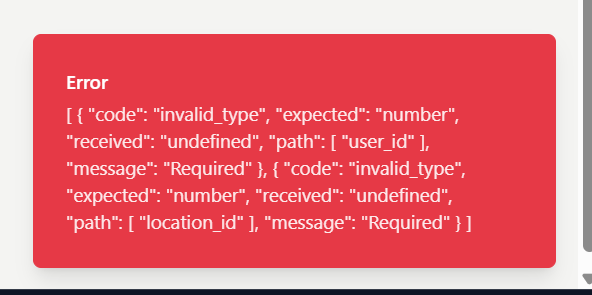 Error
[ { "code": "invalid_type", "expected": "number",
"received": "undefined", "path": [ "user_id" ],
"message": "Required" }, { "code": "invalid_type",
"expected": "number", "received": "undefined",
"path": [ "location_id" ], "message": "Required" } ]